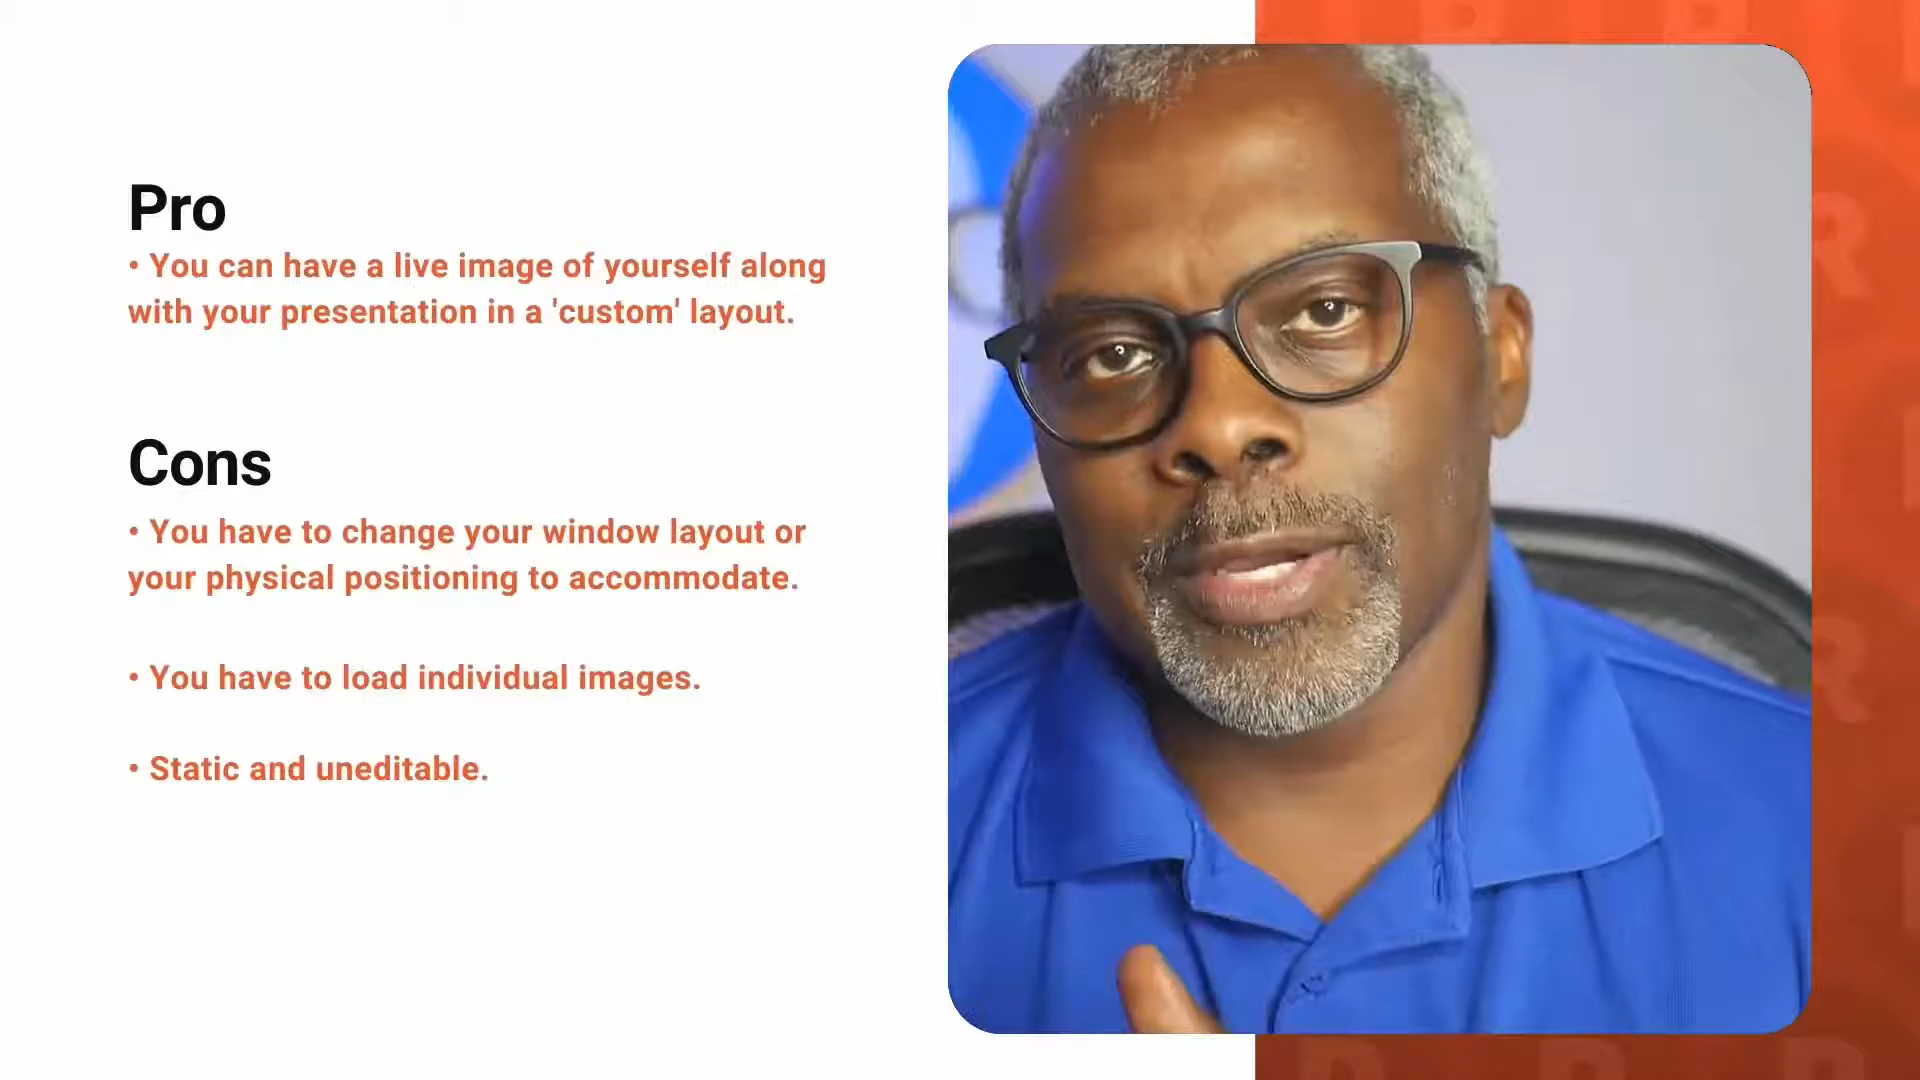 Pro
• You can have a live image of yourself along
with your presentation in a 'custom' layout.
Cons
• You have to change your window layout or
your physical positioning to accommodate.
• You have to load individual images.
• Static and uneditable.